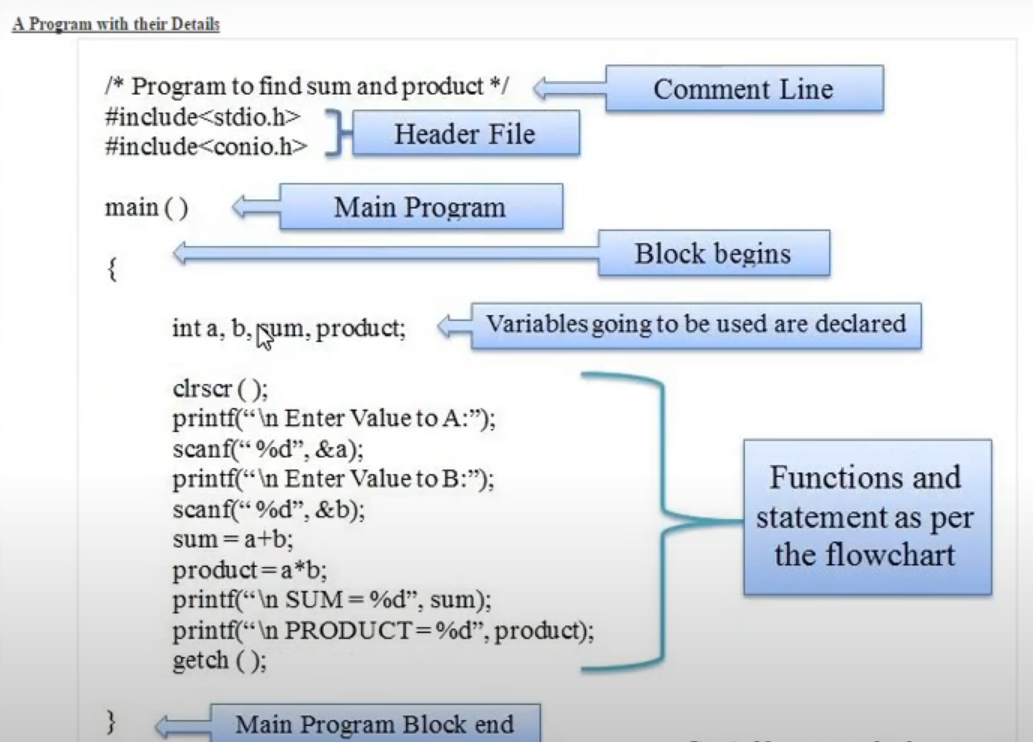 A Program with their Details
/* Program to find sum and product */
Comment Line
#include<stdio.h>
#include<conio.h>
Header File
main ( )
Main Program
{
Block begins
int a, b, sum, product;
Variables going to be used are declared
clrscr ( );
printf(“\n Enter Value to A:”);
scanf(“ %d”, &a);
printf(“\n Enter Value to B:”);
scanf(“ %d”, &b);
sum = a+b;
product = a*b;
printf(“\n SUM = %d”, sum);
printf(“\n PRODUCT = %d”, product);
getch ( );
Functions and
statement as per
the flowchart
}
Main Program Block end